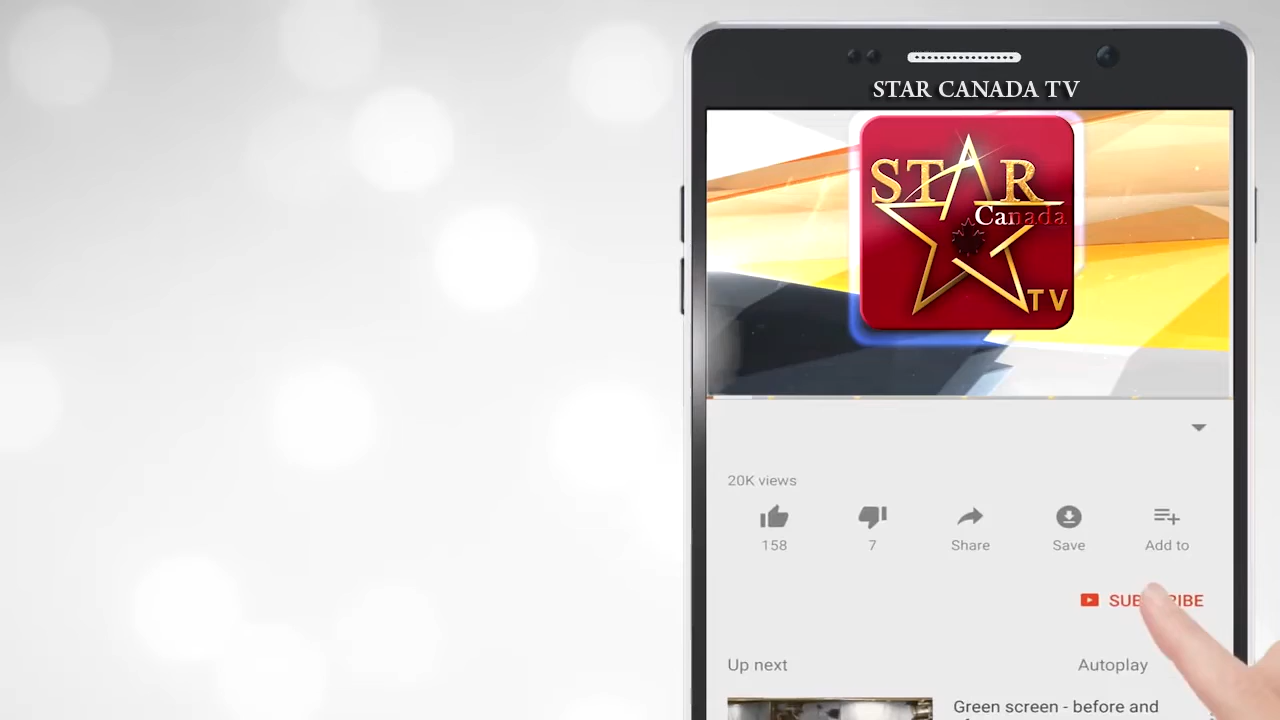 STAR CANADA TV
STAR
Canada
TV
20K views
158
7
Share
Save
Add to
SUBSCRIBE
Up next
Autoplay
Green screen - before and